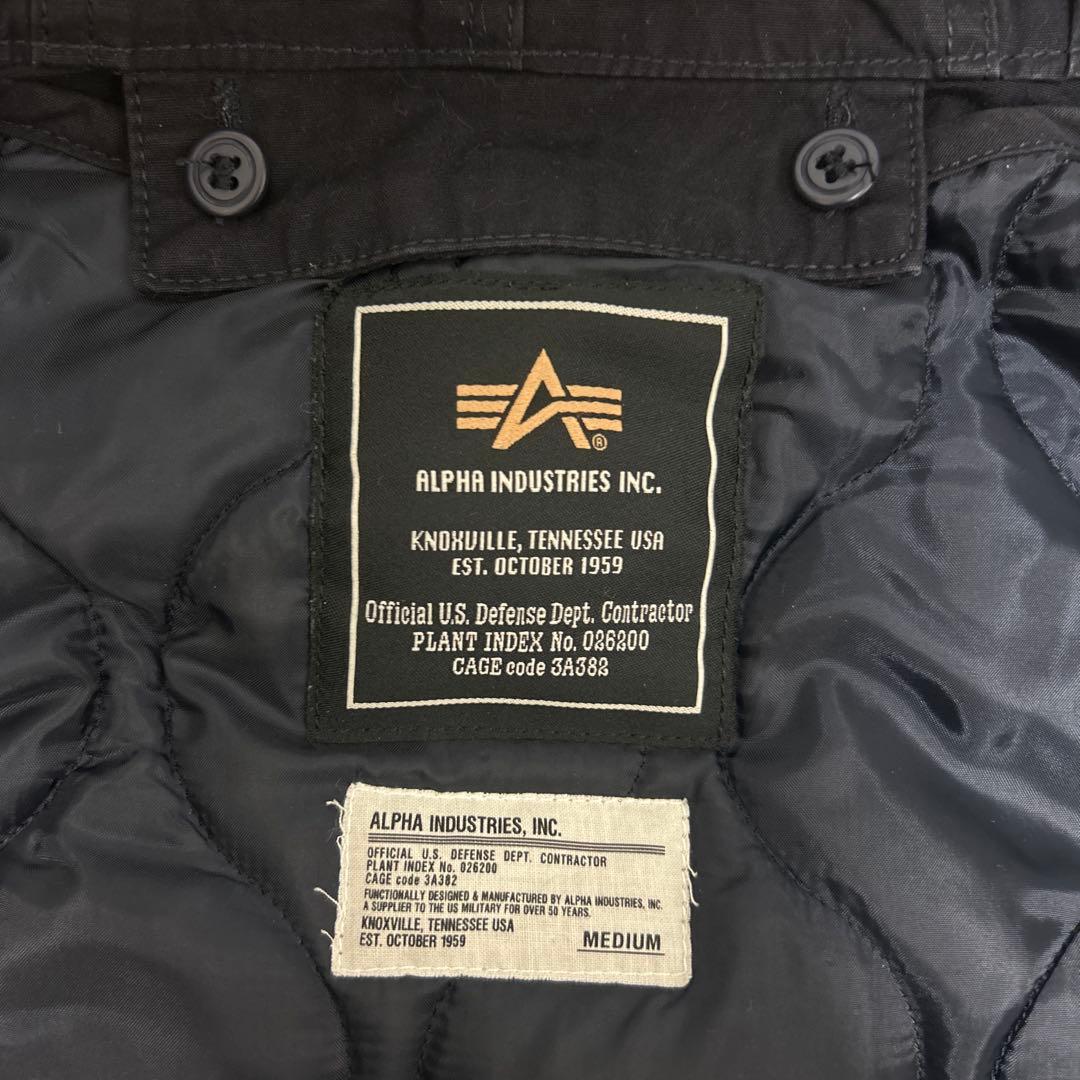 ®
ALPHA INDUSTRIES INC.
KNOXVILLE, TENNESSEE USA
EST. OCTOBER 1959
Official U.S. Defense Dept. Contractor
PLANT INDEX No. 026200
CAGE code 3A382
ALPHA INDUSTRIES, INC.
OFFICIAL U.S. DEFENSE DEPT. CONTRACTOR
PLANT INDEX No. 026200
CAGE code 3A382
FUNCTIONALLY DESIGNED & MANUFACTURED BY ALPHA INDUSTRIES, INC.
A SUPPLIER TO THE US MILITARY FOR OVER 50 YEARS.
KNOXVILLE, TENNESSEE USA
EST. OCTOBER 1959
MEDIUM